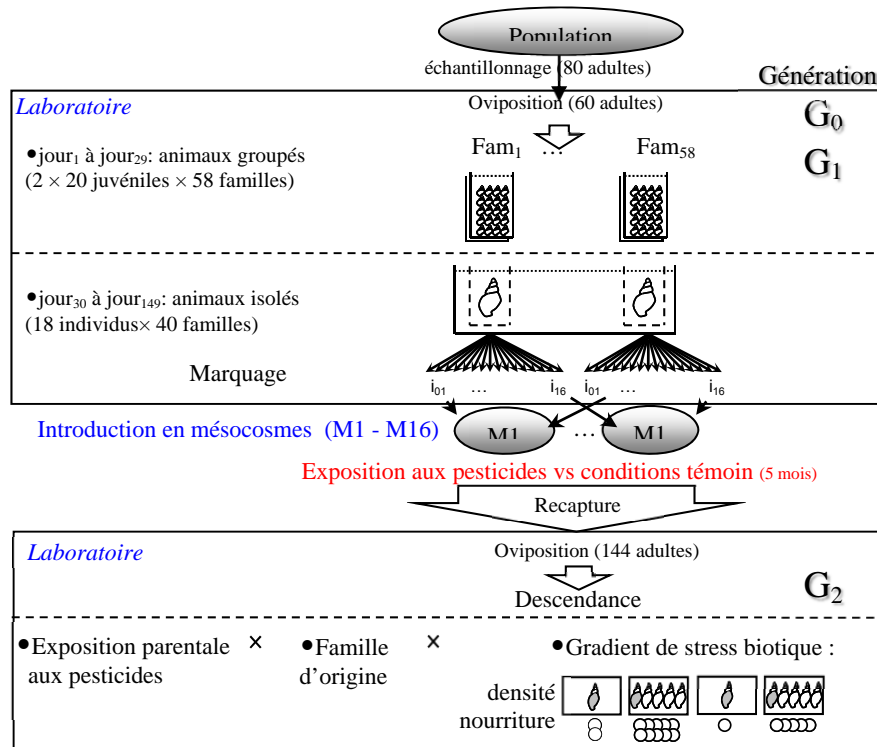 Population
échantillonnage (80 adultes)
Génération
Laboratoire
Oviposition (60 adultes)
G0
Fam1 … Fam58
G1
•jour1 à jour29: animaux groupés
(2 × 20 juvéniles × 58 familles)
•jour30 à jour149: animaux isolés
(18 individus× 40 familles)
Marquage
i01 … i16 i01 … i16
Introduction en mésocosmes (M1 - M16)
M1 … M1
Exposition aux pesticides vs conditions témoin (5 mois)
Recapture
Laboratoire
Oviposition (144 adultes)
G2
Descendance
•Exposition parentale
aux pesticides
×
•Famille
d'origine
×
•Gradient de stress biotique :
densité
nourriture